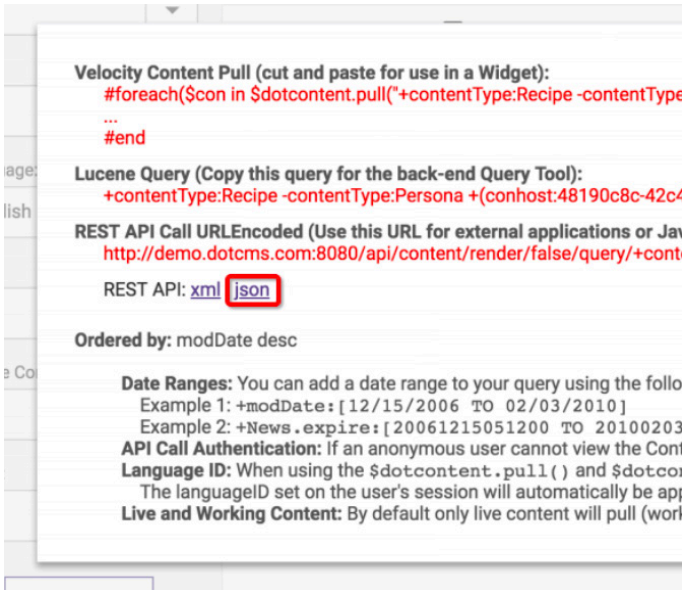 Velocity Content Pull (cut and paste for use in a Widget):
#foreach($con in $dotcontent.pull("+contentType:Recipe -contentType
...
#end
age:
Lucene Query (Copy this query for the back-end Query Tool):
+contentType:Recipe -contentType:Persona +(conhost:48190c8c-42c4
lish
REST API Call URLEncoded (Use this URL for external applications or Jav
http://demo.dotcms.com:8080/api/content/render/false/query/+conte
REST API: xml json
Ordered by: modDate desc
e Co
Date Ranges: You can add a date range to your query using the follo
Example 1: +modDate:[12/15/2006 TO 02/03/2010]
Example 2: +News.expire:[20061215051200 TO 20100203
API Call Authentication: If an anonymous user cannot view the Cont
Language ID: When using the $dotcontent.pull() and $dotcon
The languageID set on the user's session will automatically be app
Live and Working Content: By default only live content will pull (work